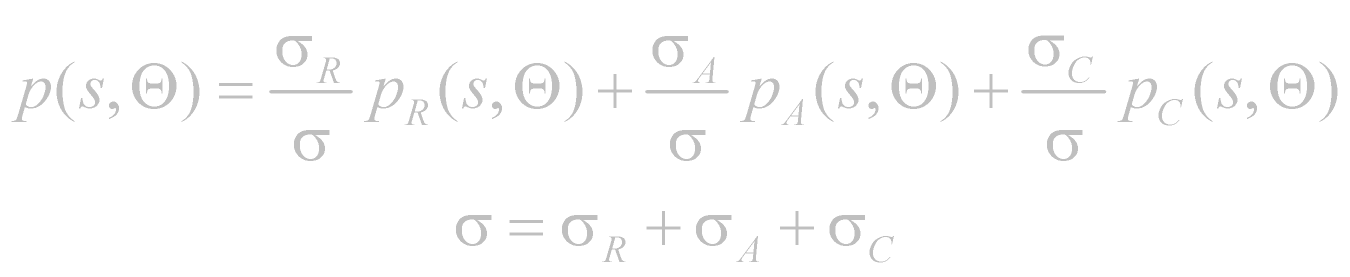 p(s,Θ) = σ_R/σ p_R(s,Θ) + σ_A/σ p_A(s,Θ) + σ_C/σ p_C(s,Θ)
σ = σ_R + σ_A + σ_C